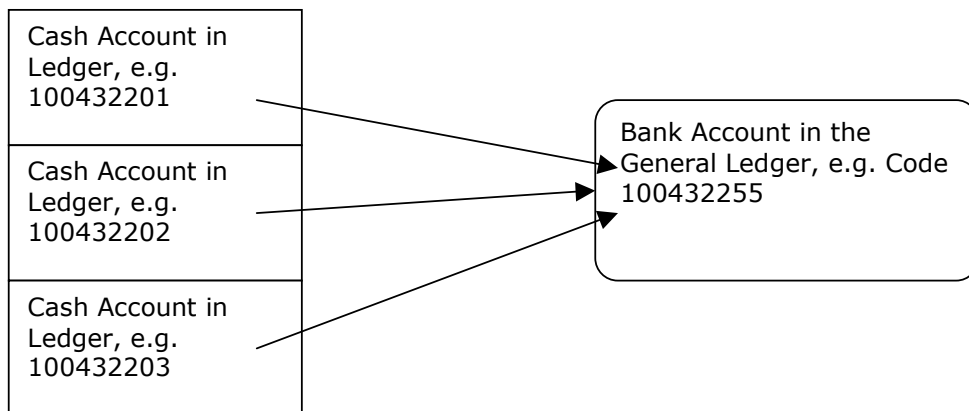 Cash Account in
Ledger, e.g.
100432201
Cash Account in
Ledger, e.g.
100432202
Cash Account in
Ledger, e.g.
100432203
Bank Account in the
General Ledger, e.g. Code
100432255